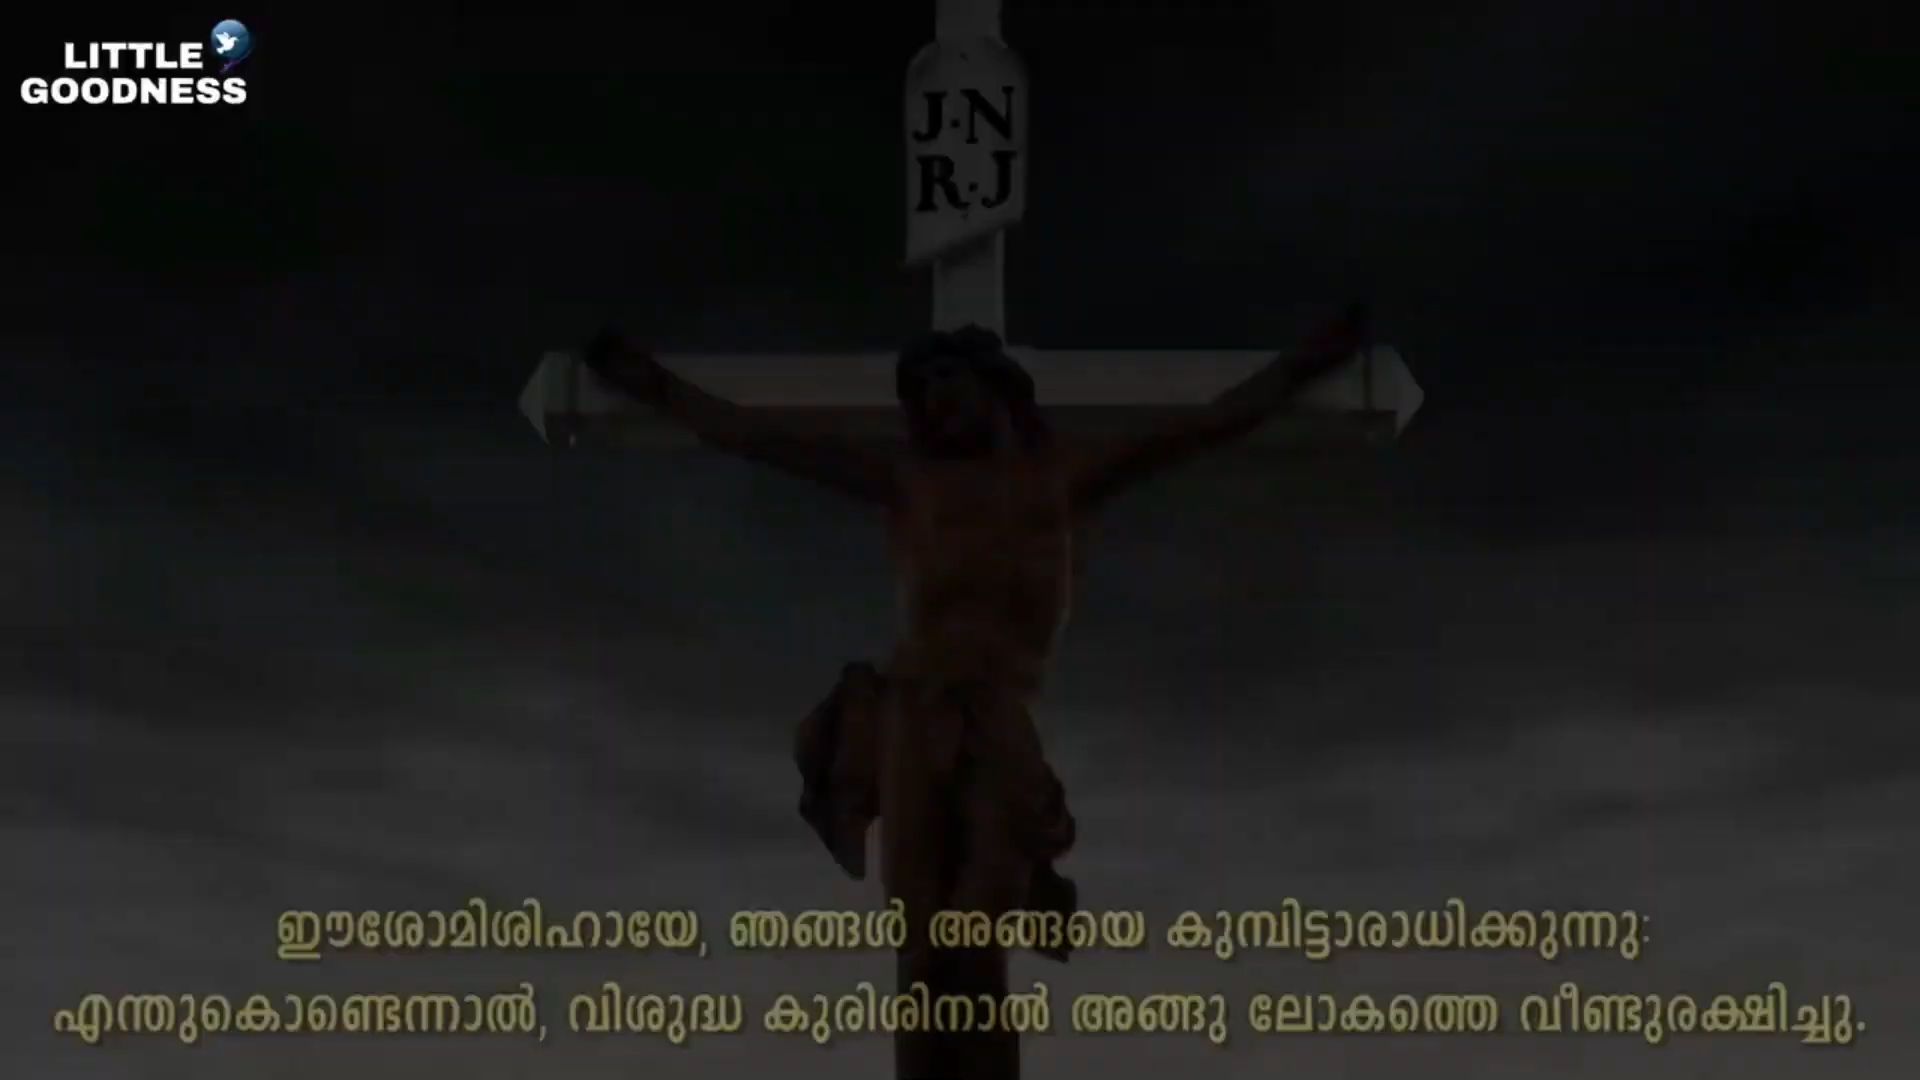 LITTLE
GOODNESS
J·N
R·J
ഈശോമിശിഹായേ, ഞങ്ങൾ അങ്ങയെ കുമ്പിട്ടാരാധിക്കുന്നു:
എന്തുകൊണ്ടെന്നാൽ, വിശുദ്ധ കുരിശിനാൽ അങ്ങു ലോകത്തെ വീണ്ടുരക്ഷിച്ചു.